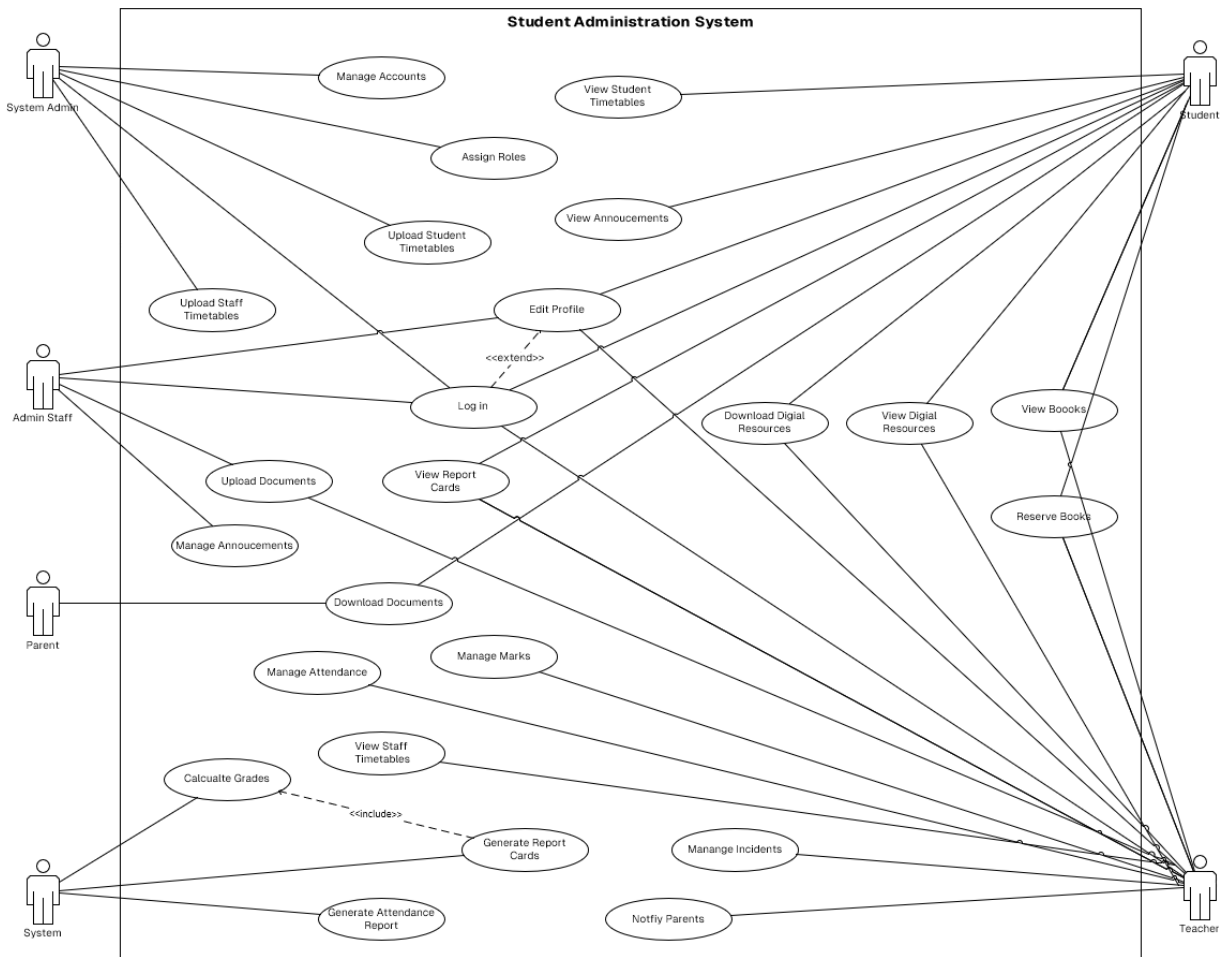 Student Administration System
System Admin
Student
Manage Accounts
View Student
Timetables
Assign Roles
View Annoucements
Upload Student
Timetables
Upload Staff
Timetables
Edit Profile
<<extend>>
Admin Staff
Log in
Download Digial
Resources
View Digial
Resources
View Boooks
Upload Documents
View Report
Cards
Reserve Books
Manage Annoucements
Parent
Download Documents
Manage Attendance
Manage Marks
View Staff
Timetables
Calcualte Grades
<<include>>
Generate Report
Cards
Manange Incidents
System
Generate Attendance
Report
Notfiy Parents
Teacher